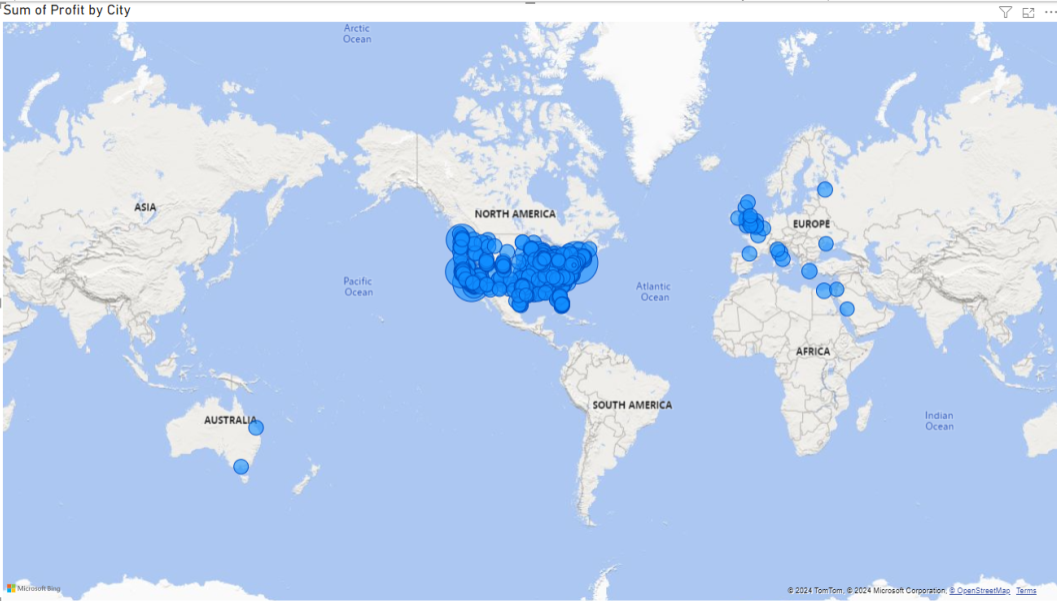 Sum of Profit by City
Arctic
Ocean
ASIA
NORTH AMERICA
EUROPE
Pacific
Ocean
Atlantic
Ocean
AFRICA
SOUTH AMERICA
AUSTRALIA
Indian
Ocean
Microsoft Bing
© 2024 TomTom, © 2024 Microsoft Corporation, © OpenStreetMap Terms